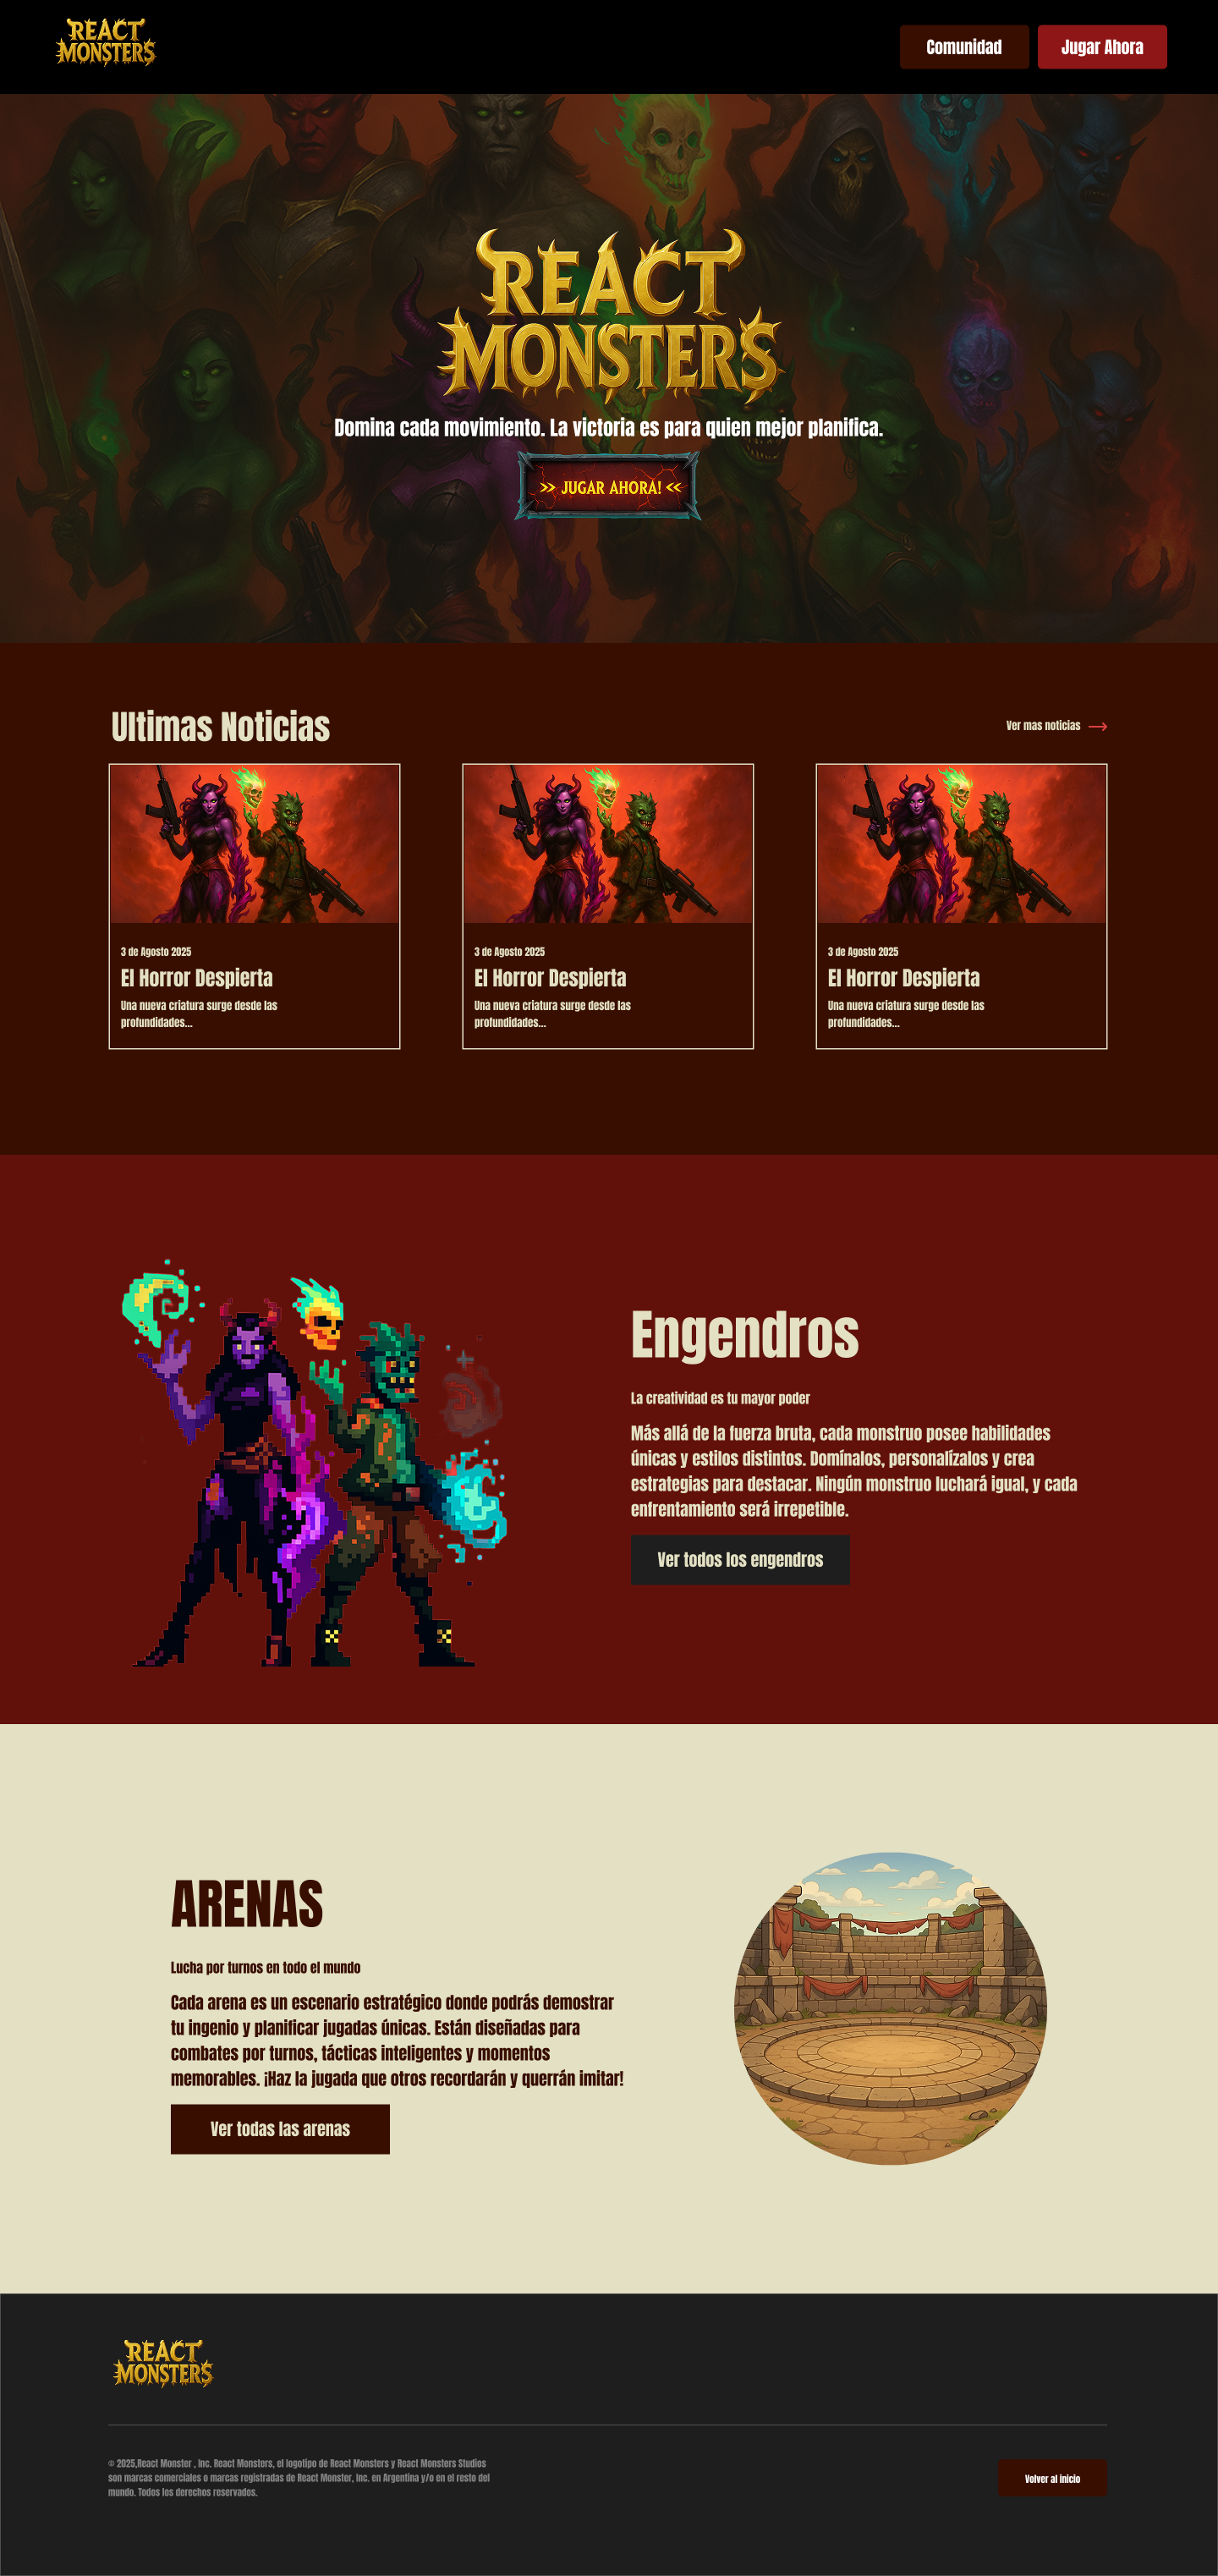 REACT
MONSTERS
Comunidad
Jugar Ahora
REACT
MONSTERS
Domina cada movimiento. La victoria es para quien mejor planifica.
>> JUGAR AHORA! <<
Ultimas Noticias
Ver mas noticias
3 de Agosto 2025
El Horror Despierta
Una nueva criatura surge desde las
profundidades...
3 de Agosto 2025
El Horror Despierta
Una nueva criatura surge desde las
profundidades...
3 de Agosto 2025
El Horror Despierta
Una nueva criatura surge desde las
profundidades...
Engendros
La creatividad es tu mayor poder
Más allá de la fuerza bruta, cada monstruo posee habilidades
únicas y estilos distintos. Domínalos, personalízalos y crea
estrategias para destacar. Ningún monstruo luchará igual, y cada
enfrentamiento será irrepetible.
Ver todos los engendros
ARENAS
Lucha por turnos en todo el mundo
Cada arena es un escenario estratégico donde podrás demostrar
tu ingenio y planificar jugadas únicas. Están diseñadas para
combates por turnos, tácticas inteligentes y momentos
memorables. ¡Haz la jugada que otros recordarán y querrán imitar!
Ver todas las arenas
REACT
MONSTERS
© 2025,React Monster , Inc. React Monsters, el logotipo de React Monsters y React Monsters Studios
son marcas comerciales o marcas registradas de React Monster, Inc. en Argentina y/o en el resto del
mundo. Todos los derechos reservados.
Volver al inicio